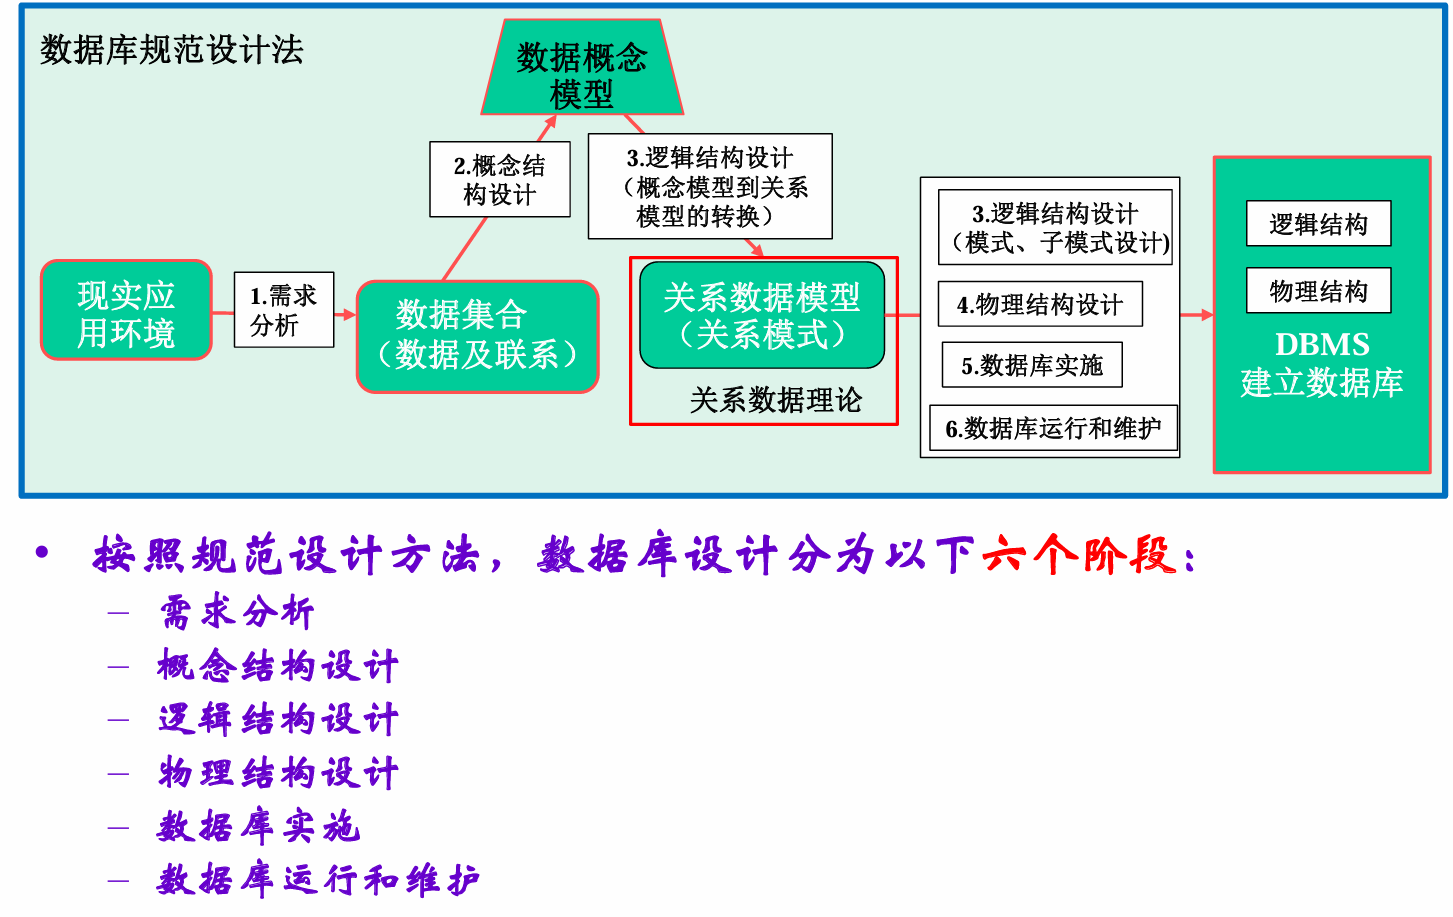 数据库规范设计法
数据概念
模型
2.概念结
构设计
3.逻辑结构设计
（概念模型到关系
模型的转换）
现实应
用环境
1.需求
分析
数据集合
（数据及联系）
关系数据模型
（关系模式）
关系数据理论
3.逻辑结构设计
（模式、子模式设计)
4.物理结构设计
5.数据库实施
6.数据库运行和维护
逻辑结构
物理结构
DBMS
建立数据库
• 按照规范设计方法，数据库设计分为以下六个阶段：
– 需求分析
– 概念结构设计
– 逻辑结构设计
– 物理结构设计
– 数据库实施
– 数据库运行和维护